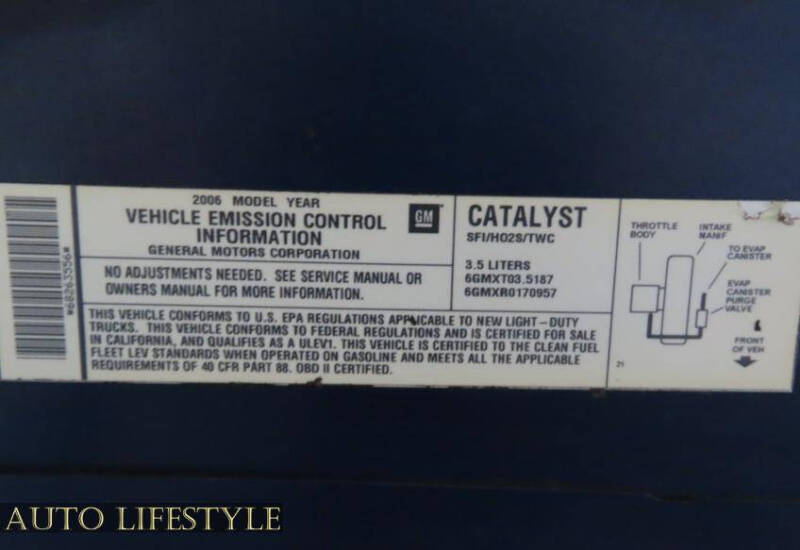 *68263556*
2006 MODEL YEAR
VEHICLE EMISSION CONTROL
INFORMATION
GENERAL MOTORS CORPORATION
GM
NO ADJUSTMENTS NEEDED. SEE SERVICE MANUAL OR
OWNERS MANUAL FOR MORE INFORMATION.
CATALYST
SFI/HO2S/TWC
3.5 LITERS
6GMXT03.5187
6GMXR0170957
THIS VEHICLE CONFORMS TO U.S. EPA REGULATIONS APPLICABLE TO NEW LIGHT-DUTY
TRUCKS. THIS VEHICLE CONFORMS TO FEDERAL REGULATIONS AND IS CERTIFIED FOR SALE
IN CALIFORNIA, AND QUALIFIES AS A ULEV1. THIS VEHICLE IS CERTIFIED TO THE CLEAN FUEL
FLEET LEV STANDARDS WHEN OPERATED ON GASOLINE AND MEETS ALL THE APPLICABLE
REQUIREMENTS OF 40 CFR PART 88. OBD II CERTIFIED.
THROTTLE
BODY
INTAKE
MANIF
TO EVAP
CANISTER
EVAP
CANISTER
PURGE
VALVE
FRONT
OF VEH
21
AUTO LIFESTYLE